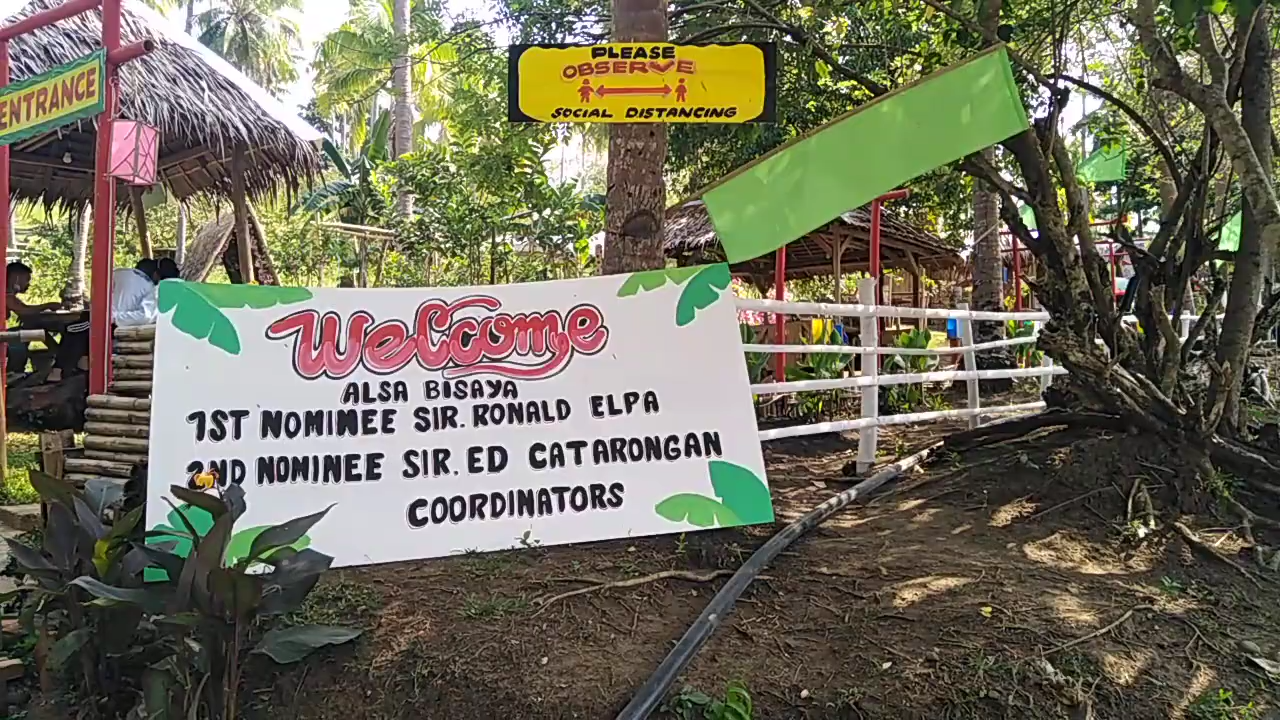 ENTRANCE
PLEASE
OBSERVE
SOCIAL DISTANCING
Welcome
ALSA BISAYA
1ST NOMINEE SIR. RONALD ELPA
2ND NOMINEE SIR. ED CATARONGAN
COORDINATORS